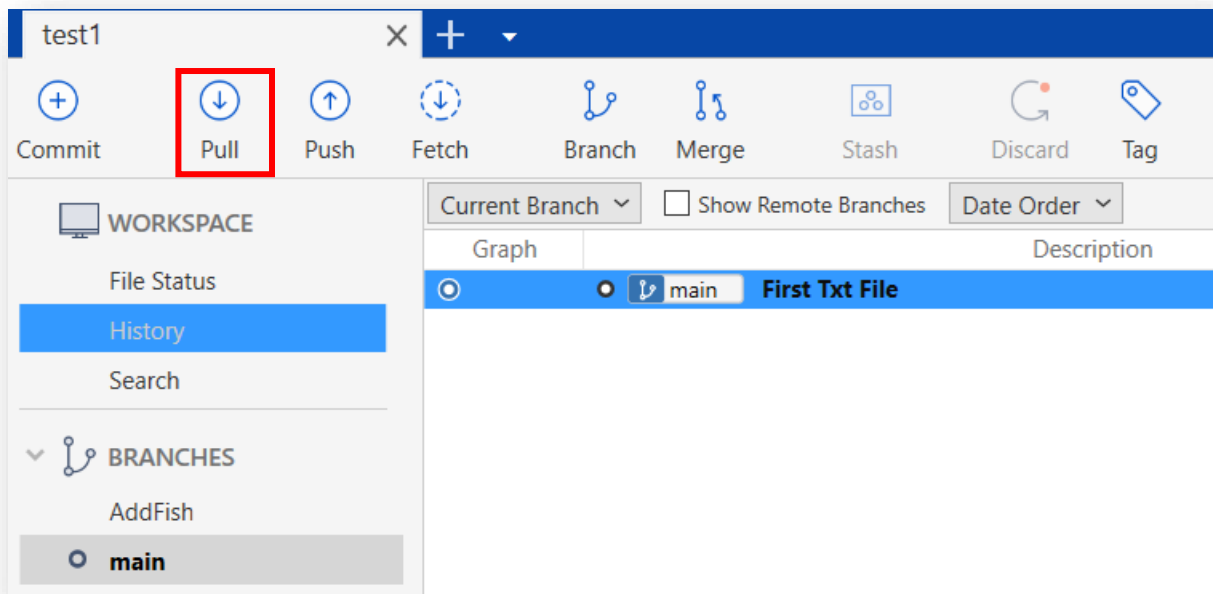 test1
Commit Pull Push Fetch Branch Merge Stash Discard Tag
WORKSPACE
File Status
History
Search
BRANCHES
AddFish
main
Current Branch Show Remote Branches Date Order
Graph Description
main First Txt File